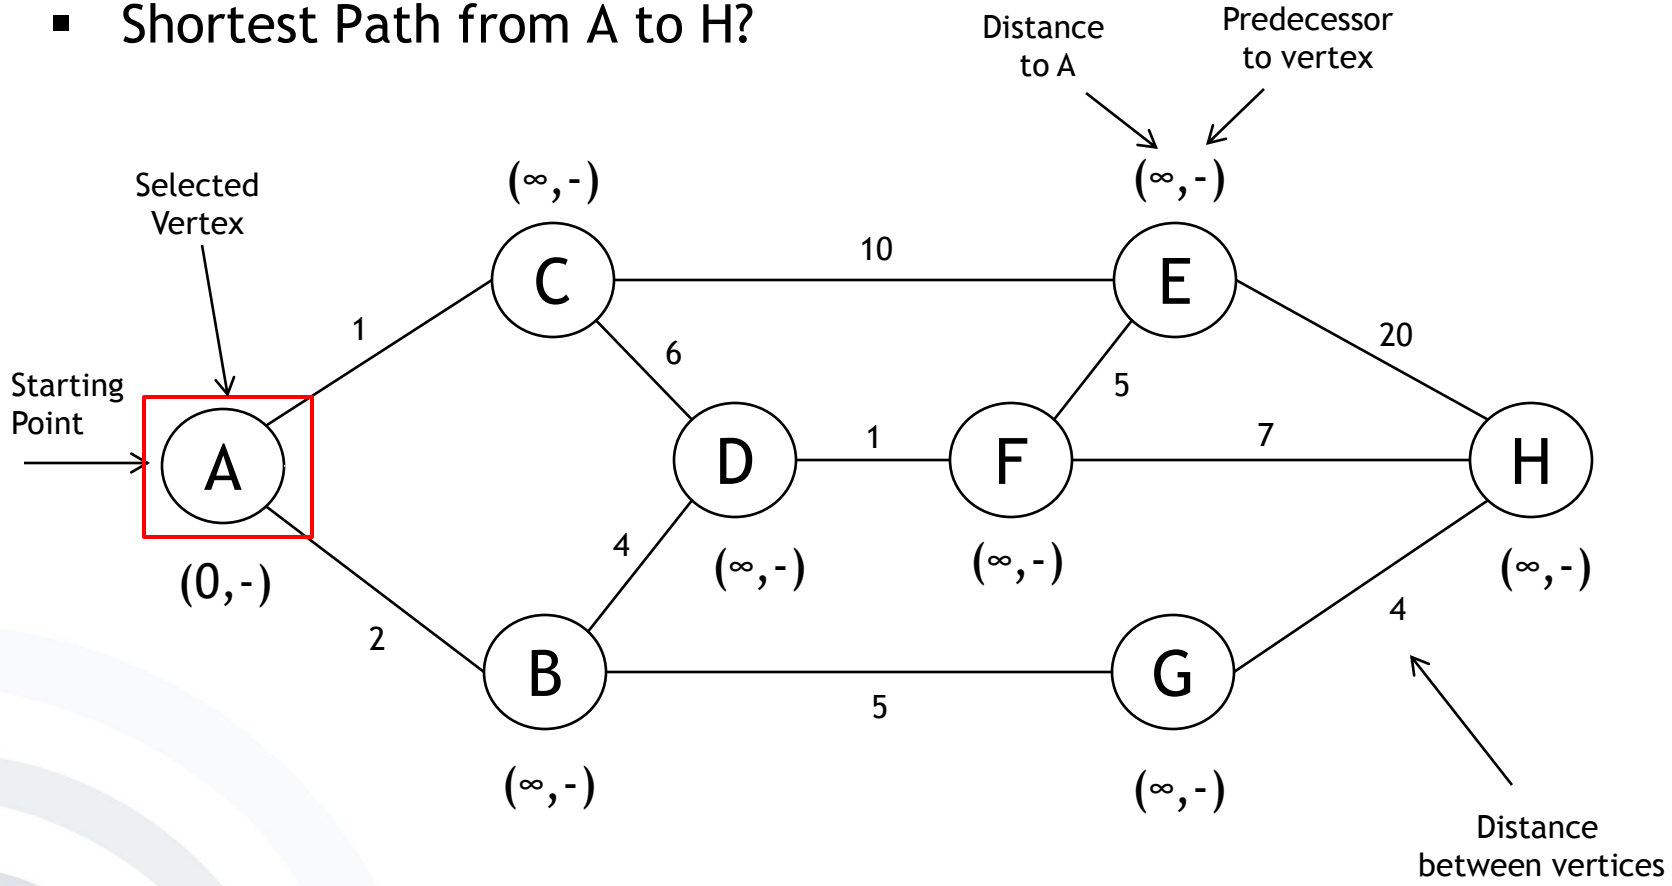 ▪ Shortest Path from A to H?
Distance
to A
Predecessor
to vertex
Selected
Vertex
(∞,-)
(∞,-)
C
10
E
1
6
20
5
Starting
Point
A
D
1
F
7
H
(0,-)
4
(∞,-)
(∞,-)
(∞,-)
2
4
B
5
G
(∞,-)
(∞,-)
Distance
between vertices